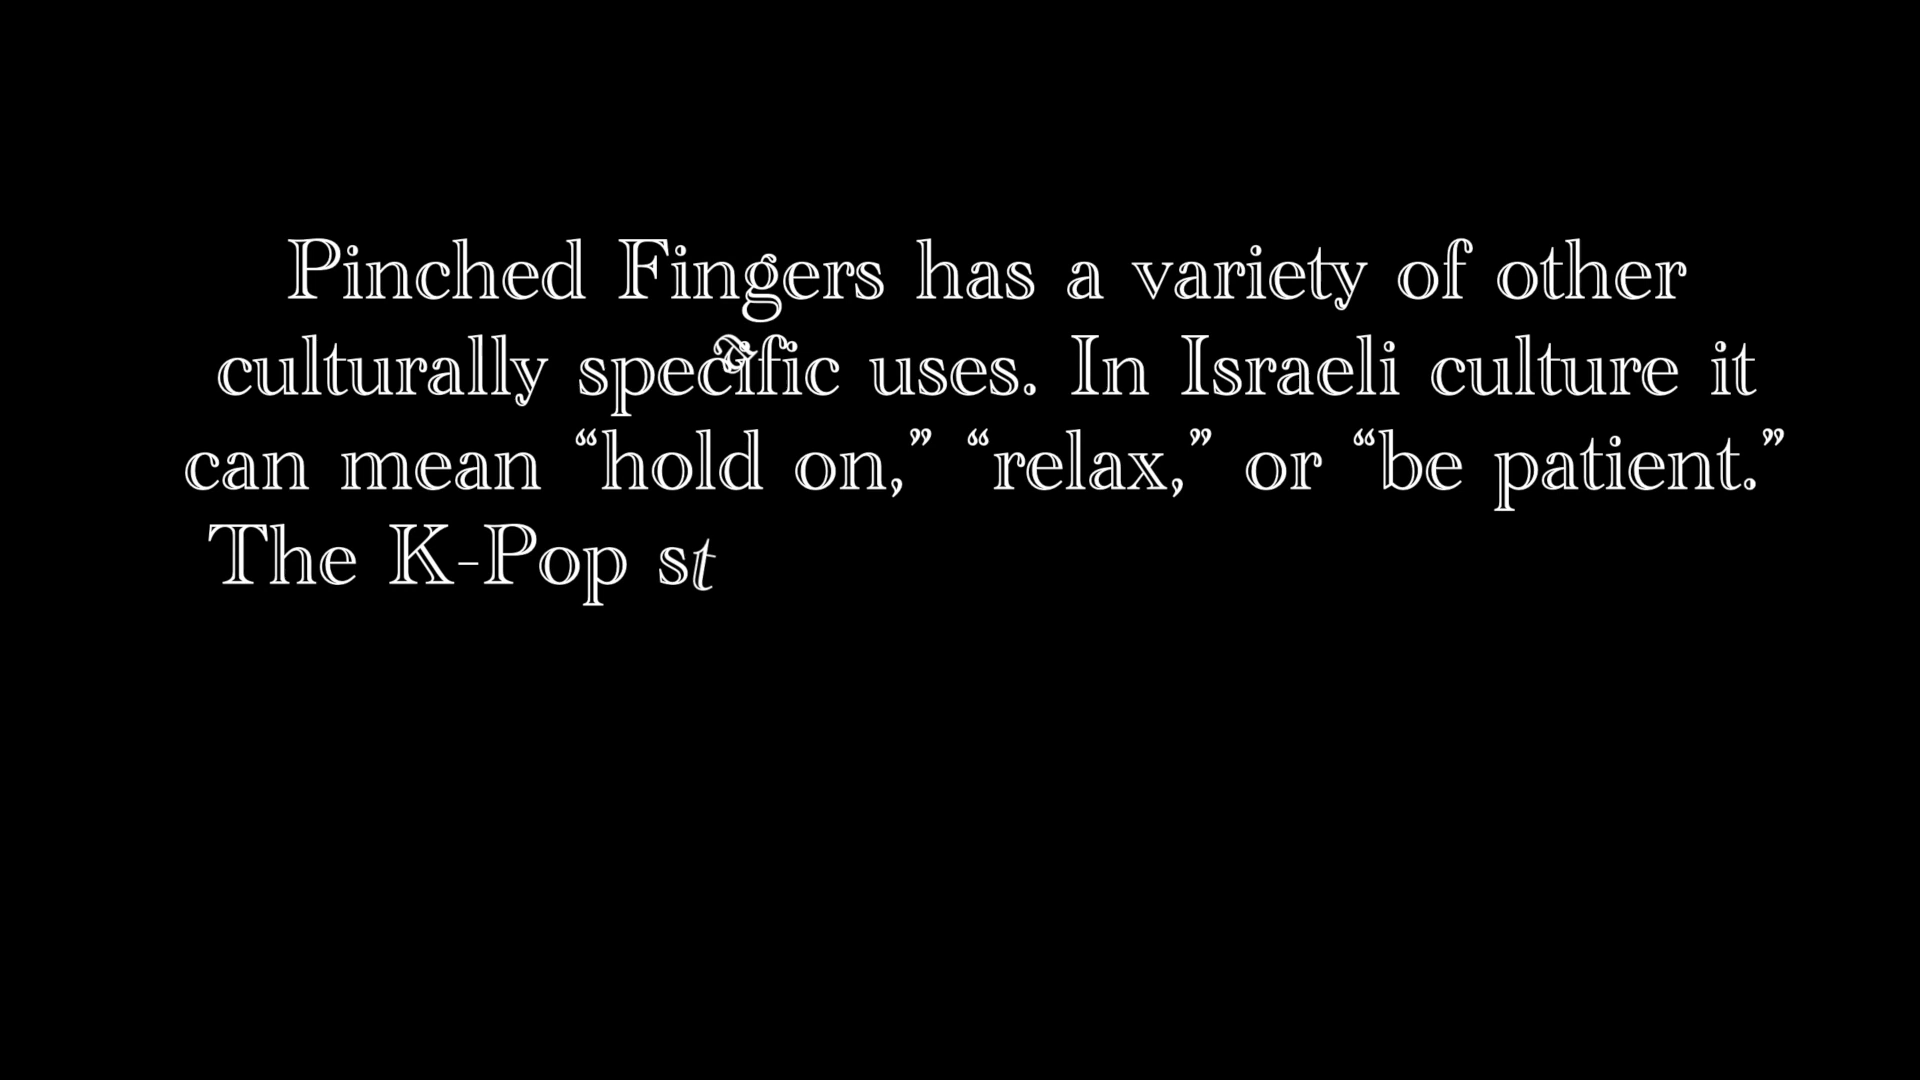 Pinched Fingers has a variety of other
culturally specific uses. In Israeli culture it
can mean “hold on,” “relax,” or “be patient.”
The K-Pop st